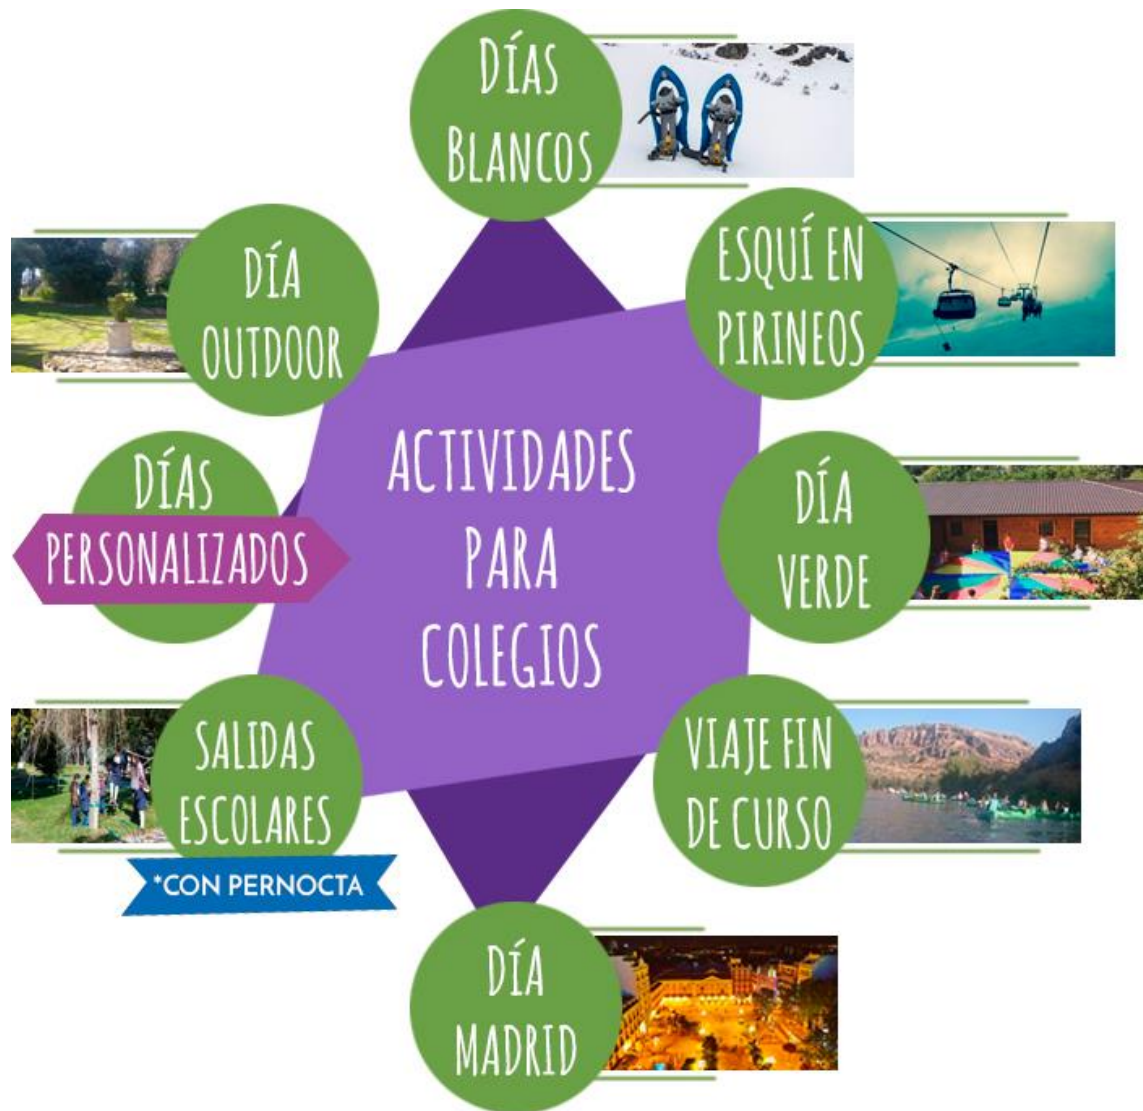 DÍAS
BLANCOS
ESQUÍ EN
PIRINEOS
DÍA
OUTDOOR
ACTIVIDADES
PARA
COLEGIOS
DÍAS
PERSONALIZADOS
DÍA
VERDE
SALIDAS
ESCOLARES
*CON PERNOCTA
VIAJE FIN
DE CURSO
DÍA
MADRID